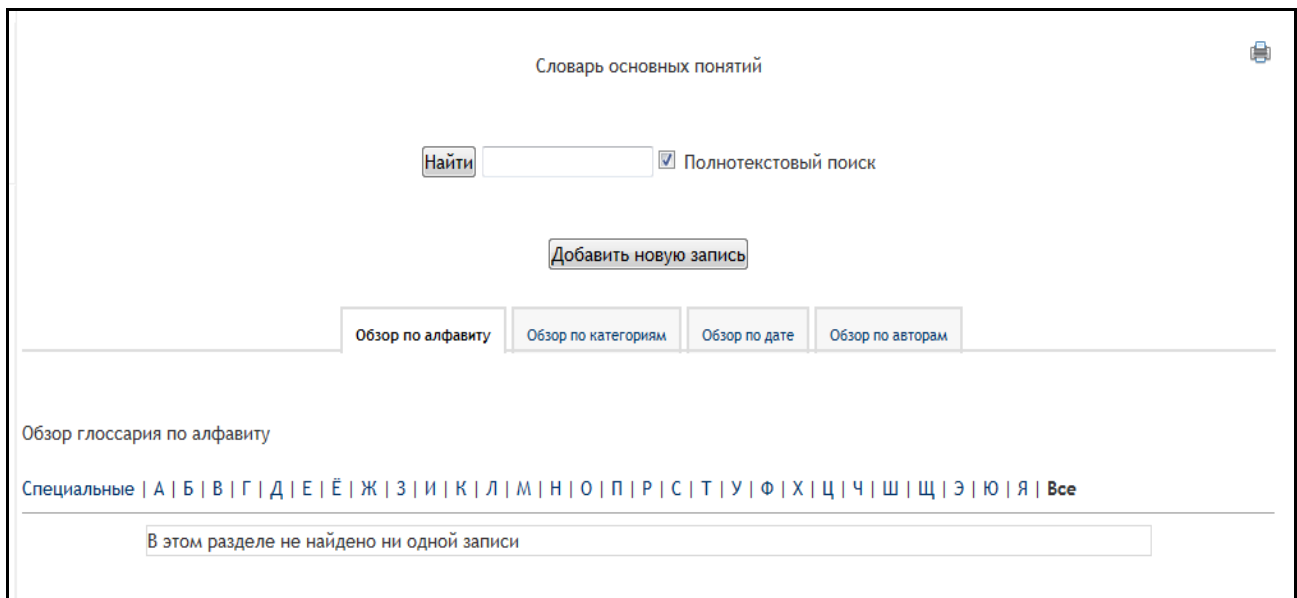 Словарь основных понятий
Найти Полнотекстовый поиск
Добавить новую запись
Обзор по алфавиту Обзор по категориям Обзор по дате Обзор по авторам
Обзор глоссария по алфавиту
Специальные | А | Б | В | Г | Д | Е | Ё | Ж | З | И | К | Л | М | Н | О | П | Р | С | Т | У | Ф | Х | Ц | Ч | Ш | Щ | Э | Ю | Я | Все
В этом разделе не найдено ни одной записи